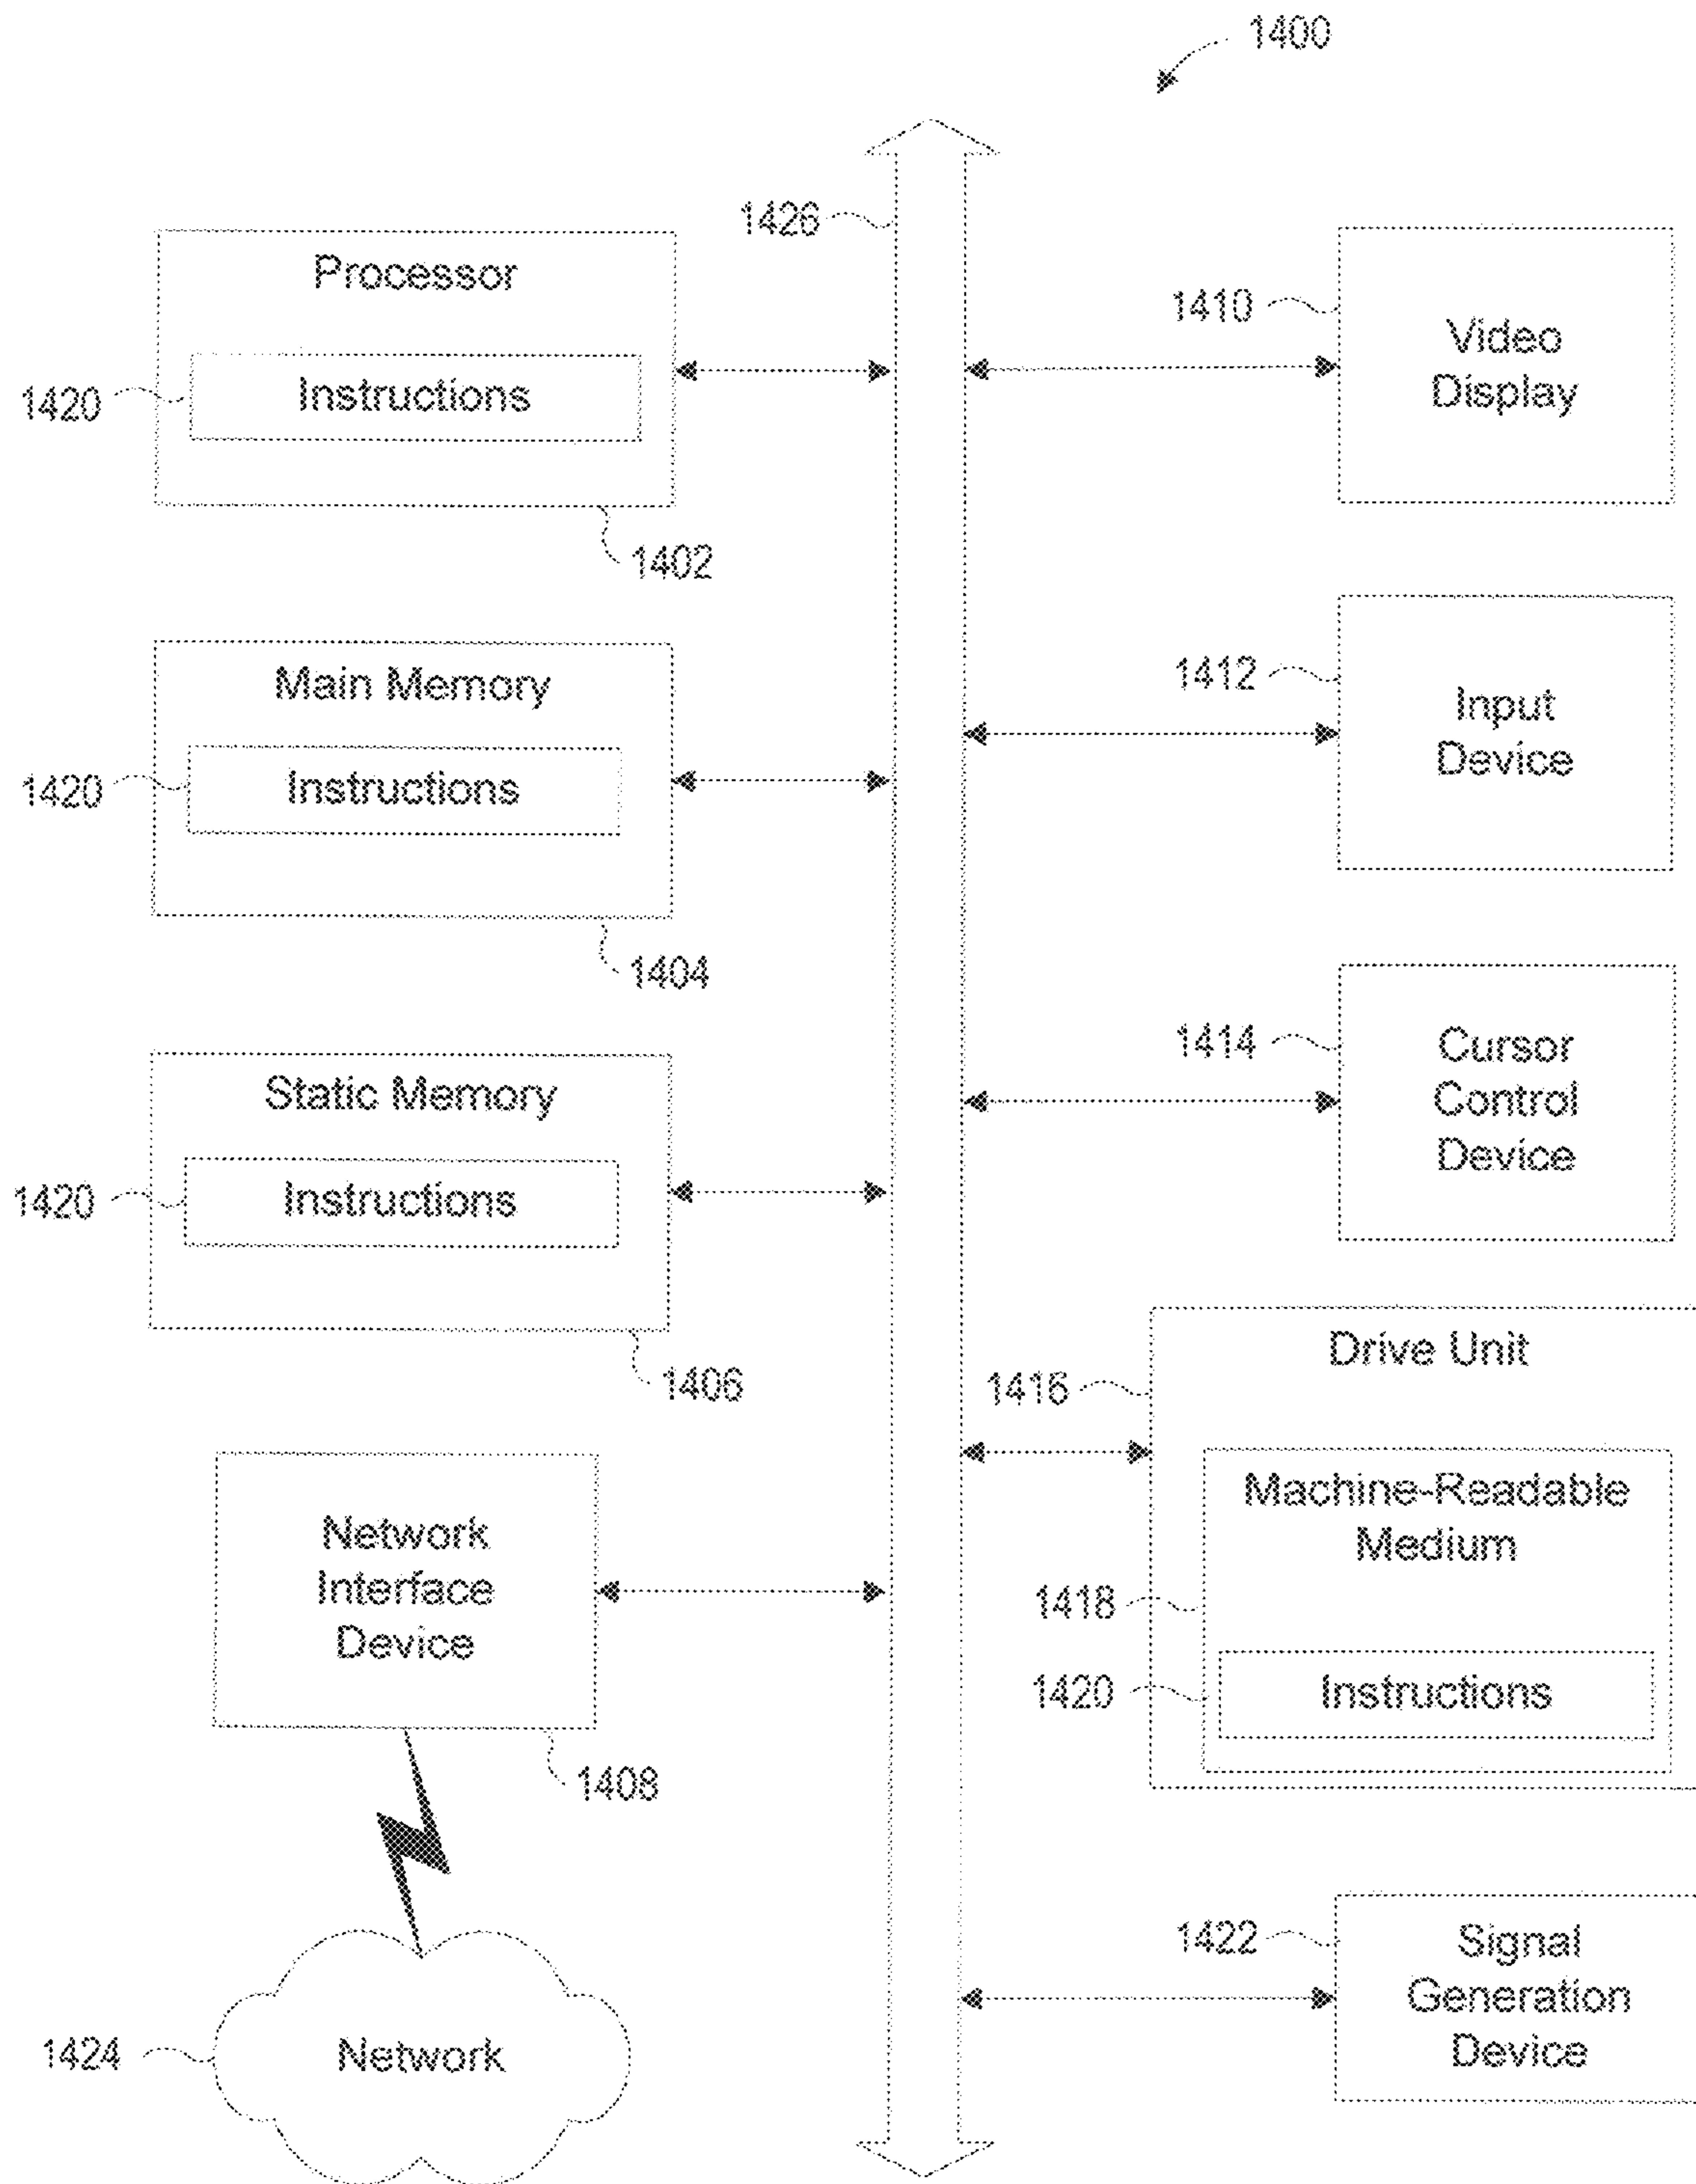 1400
1426
Processor
Instructions
1420
1402
Main Memory
Instructions
1420
1404
Static Memory
Instructions
1420
1406
Network
Interface
Device
1408
1424
Network
1410
Video
Display
1412
Input
Device
1414
Cursor
Control
Device
Drive Unit
1416
Machine-Readable
Medium
1418
1420
Instructions
1422
Signal
Generation
Device